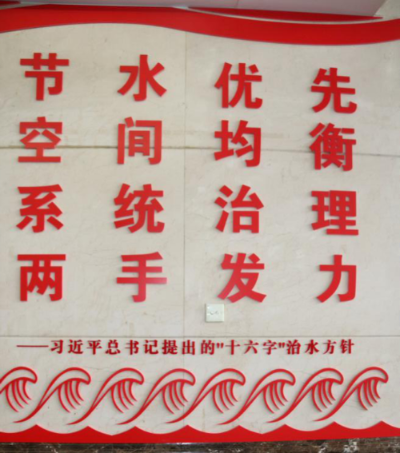 节水优先
空间均衡
系统治理
两手发力
——习近平总书记提出的"十六字"治水方针